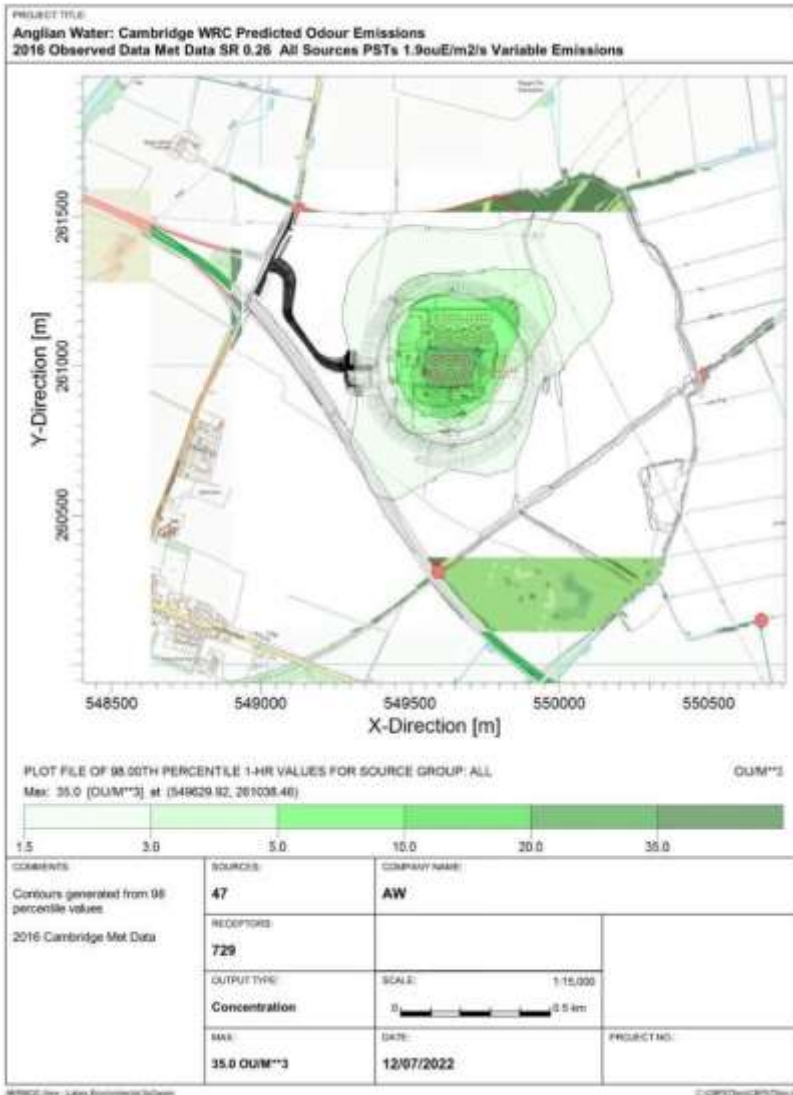 PROJECT TITLE:
Anglian Water: Cambridge WRC Predicted Odour Emissions
2016 Observed Data Met Data SR 0.26 All Sources PSTs 1.9ouE/m2/s Variable Emissions
Y-Direction [m]
261500
261000
260500
548500 549000 549500 550000 550500
X-Direction [m]
PLOT FILE OF 98.00TH PERCENTILE 1-HR VALUES FOR SOURCE GROUP: ALL
OU/M**3
Max: 35.0 [OU/M**3] at (549629.92, 261038.46)
1.5 3.0 5.0 10.0 20.0 35.0
COMMENTS:
Contours generated from 98
percentile values
2016 Cambridge Met Data
SOURCES:
47
COMPANY NAME:
AW
RECEPTORS:
729
OUTPUT TYPE:
Concentration
SCALE:
1:15,000
0 0.5 km
MAX:
35.0 OU/M**3
DATE:
12/07/2022
PROJECT NO.: